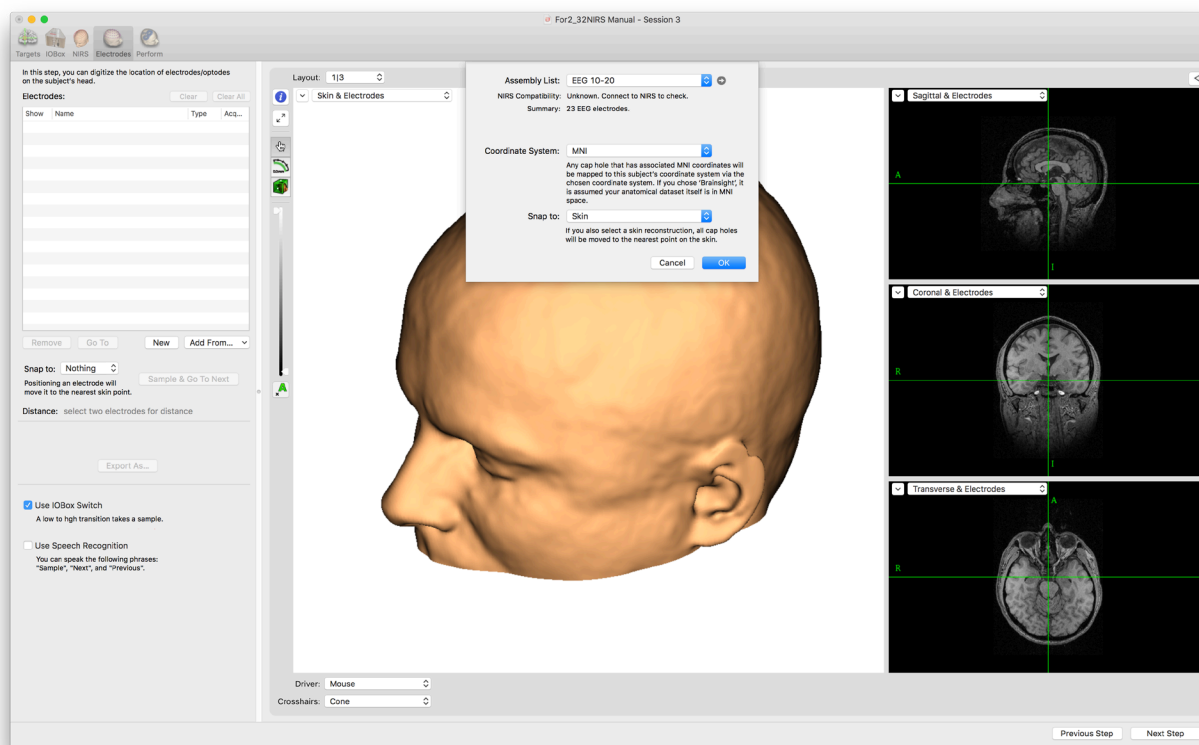 For2_32NIRS Manual - Session 3
Targets IOBox NIRS Electrodes Perform
In this step, you can digitize the location of electrodes/optodes
on the subject's head.
Electrodes: Clear Clear All
Show Name Type Acq...
Remove Go To New Add From...
Snap to: Nothing
Sample & Go To Next
Positioning an electrode will
move it to the nearest skin point.
Distance: select two electrodes for distance
Export As...
Use IOBox Switch
A low to hgh transition takes a sample.
Use Speech Recognition
You can speak the following phrases:
"Sample", "Next", and "Previous".
Layout: 1|3
Skin & Electrodes
Assembly List: EEG 10-20
NIRS Compatibility: Unknown. Connect to NIRS to check.
Summary: 23 EEG electrodes.
Coordinate System: MNI
Any cap hole that has associated MNI coordinates will
be mapped to this subject's coordinate system via the
chosen coordinate system. If you chose 'Brainsight', it
is assumed your anatomical dataset itself is in MNI
space.
Snap to: Skin
If you also select a skin reconstruction, all cap holes
will be moved to the nearest point on the skin.
Cancel OK
Sagittal & Electrodes
A
I
Coronal & Electrodes
R
I
Transverse & Electrodes
A
R
Driver: Mouse
Crosshairs: Cone
Previous Step Next Step